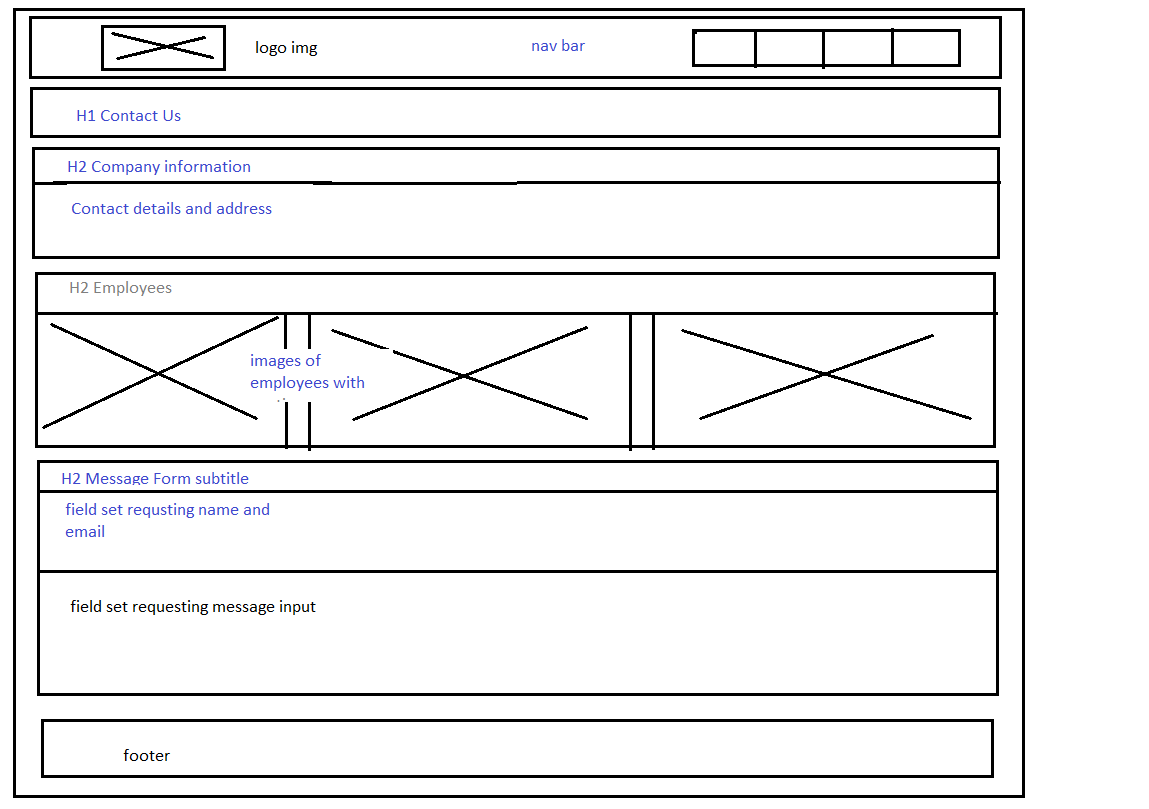 logo img
nav bar
H1 Contact Us
H2 Company information
Contact details and address
H2 Employees
images of
employees with
H2 Message Form subtitle
field set requsting name and
email
field set requesting message input
footer